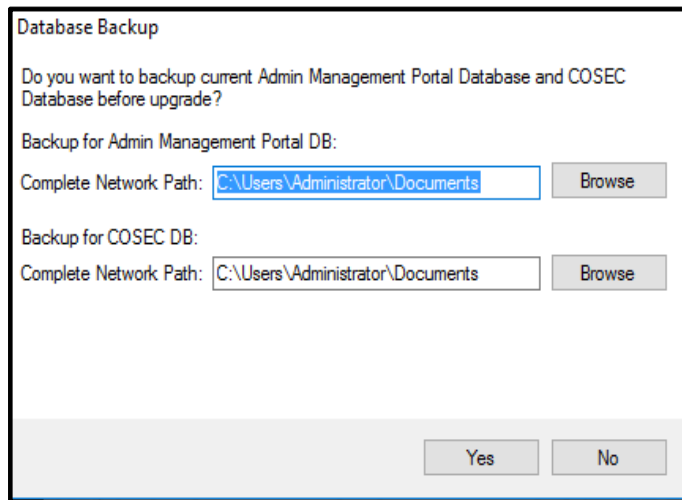 Database Backup
Do you want to backup current Admin Management Portal Database and COSEC
Database before upgrade?
Backup for Admin Management Portal DB:
Complete Network Path: C:\Users\Administrator\Documents Browse
Backup for COSEC DB:
Complete Network Path: C:\Users\Administrator\Documents Browse
Yes No